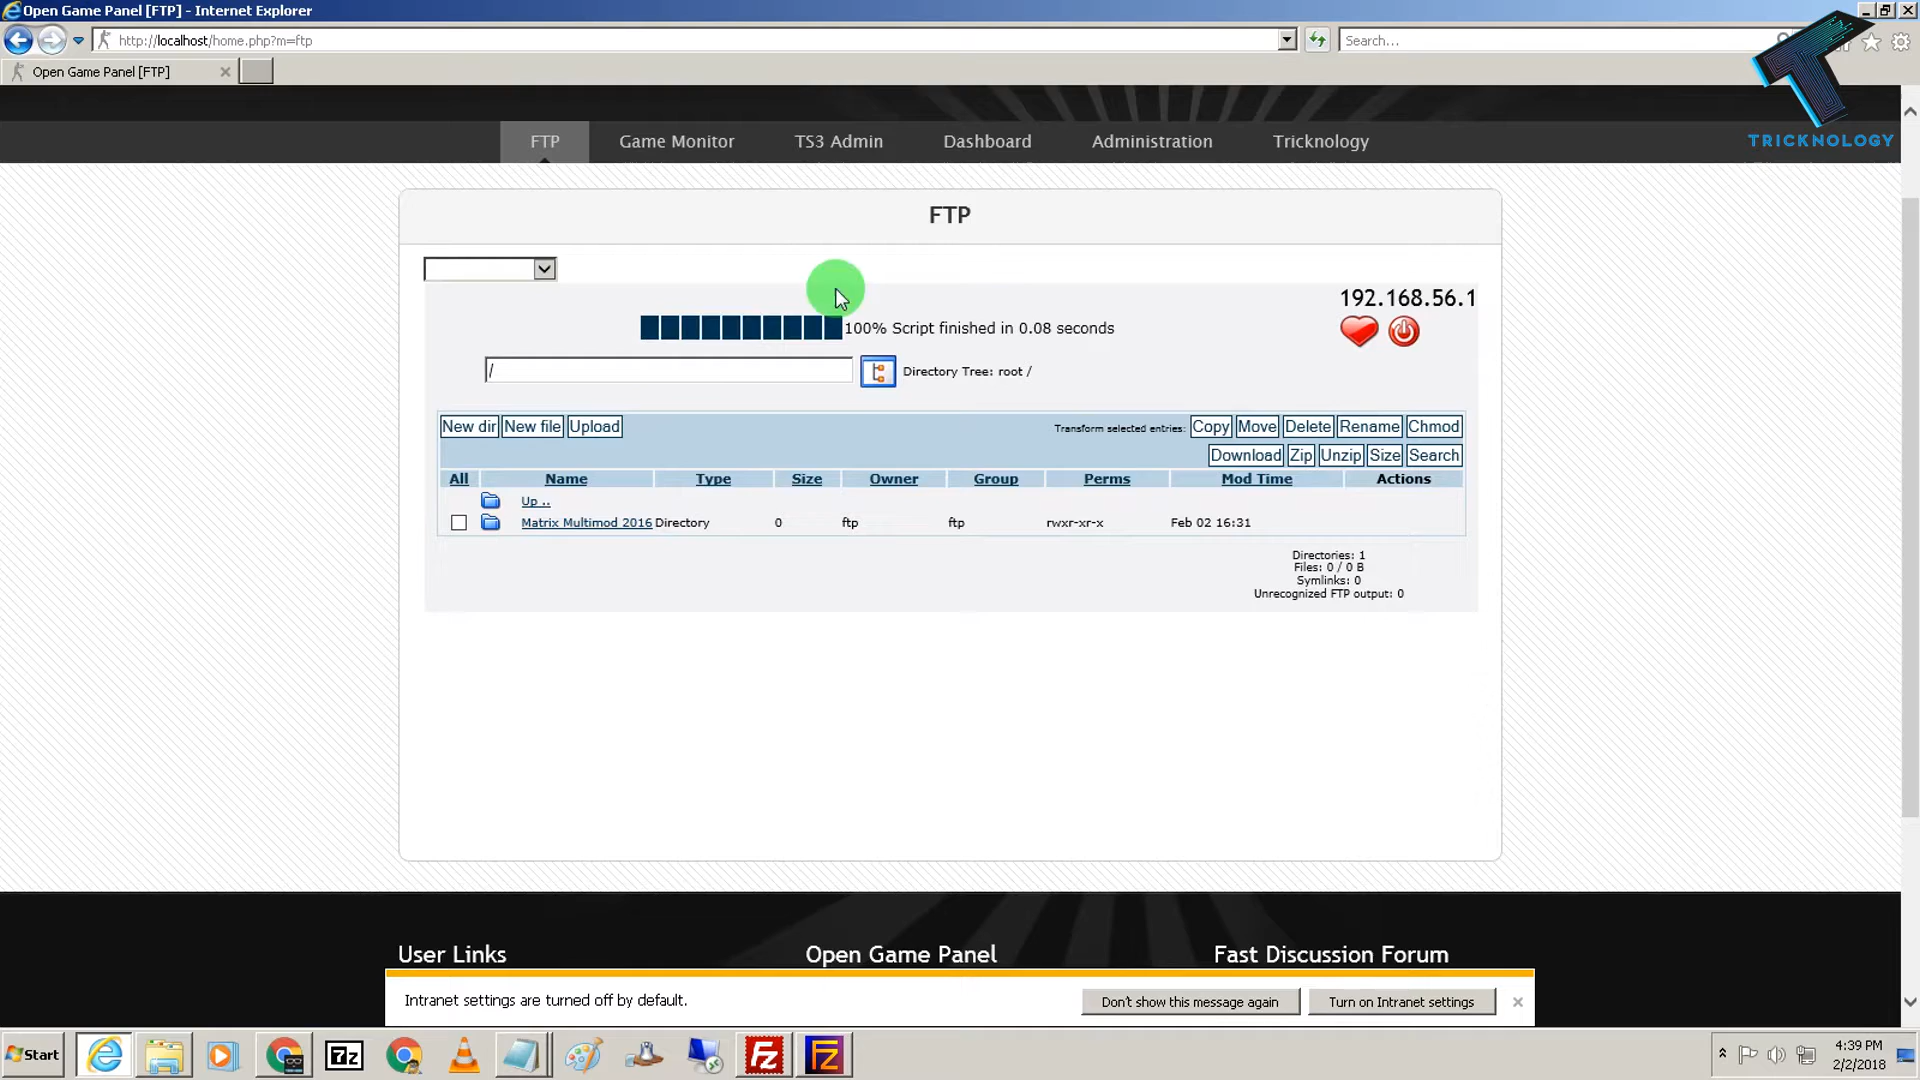 Open Game Panel [FTP] - Internet Explorer
http://localhost/home.php?m=ftp
Search...
Open Game Panel [FTP]
TRICKNOLOGY
FTP Game Monitor TS3 Admin Dashboard Administration Tricknology
FTP
192.168.56.1
100% Script finished in 0.08 seconds
/
Directory Tree: root /
New dir New file Upload Transform selected entries: Copy Move Delete Rename Chmod
Download Zip Unzip Size Search
All Name Type Size Owner Group Perms Mod Time Actions
Up ..
Matrix Multimod 2016 Directory 0 ftp ftp rwxr-xr-x Feb 02 16:31
Directories: 1
Files: 0 / 0 B
Symlinks: 0
Unrecognized FTP output: 0
User Links Open Game Panel Fast Discussion Forum
Intranet settings are turned off by default. Don't show this message again Turn on Intranet settings
Start
7z
Fz
Fz
4:39 PM
2/2/2018